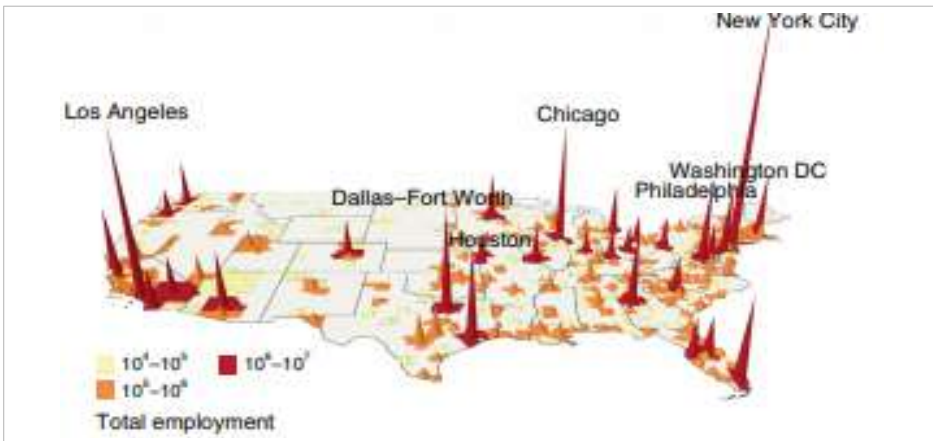 New York City
Los Angeles
Chicago
Washington DC
Philadelphia
Dallas–Fort Worth
Houston
10⁴–10⁵
10⁶–10⁷
10⁵–10⁶
Total employment